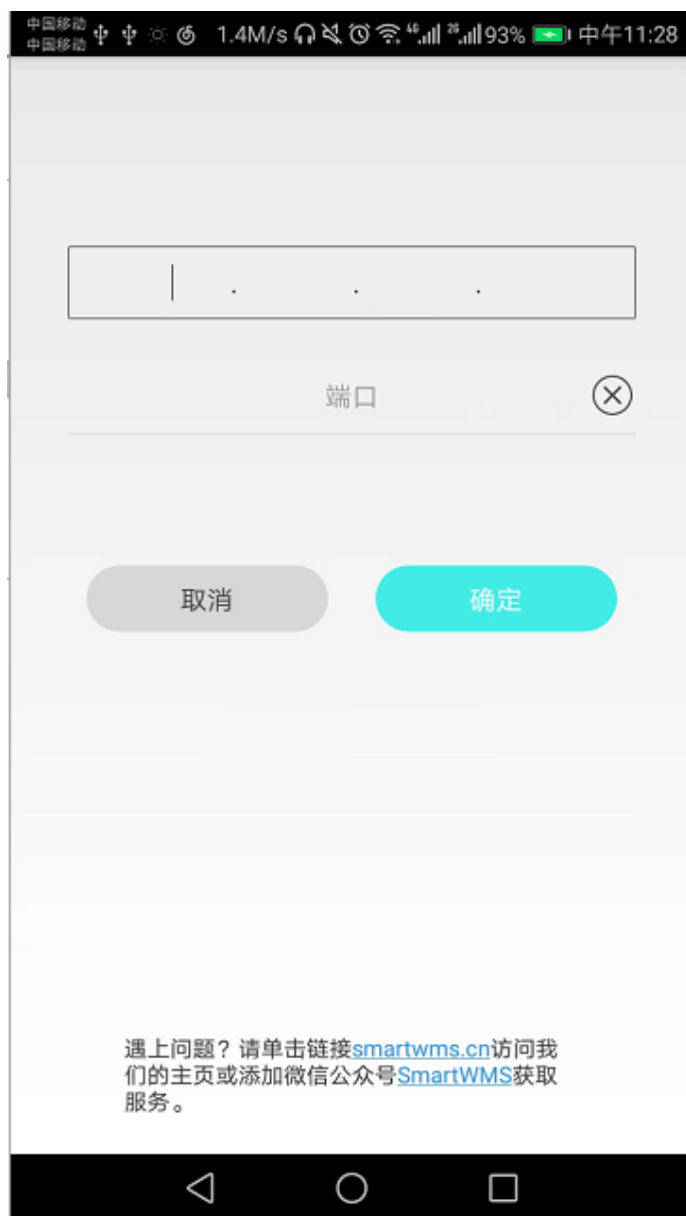 中国移动
中国移动
1.4M/s 4G 2G 93% 中午11:28
. . .
端口
取消 确定
遇上问题？请单击链接smartwms.cn访问我
们的主页或添加微信公众号SmartWMS获取
服务。